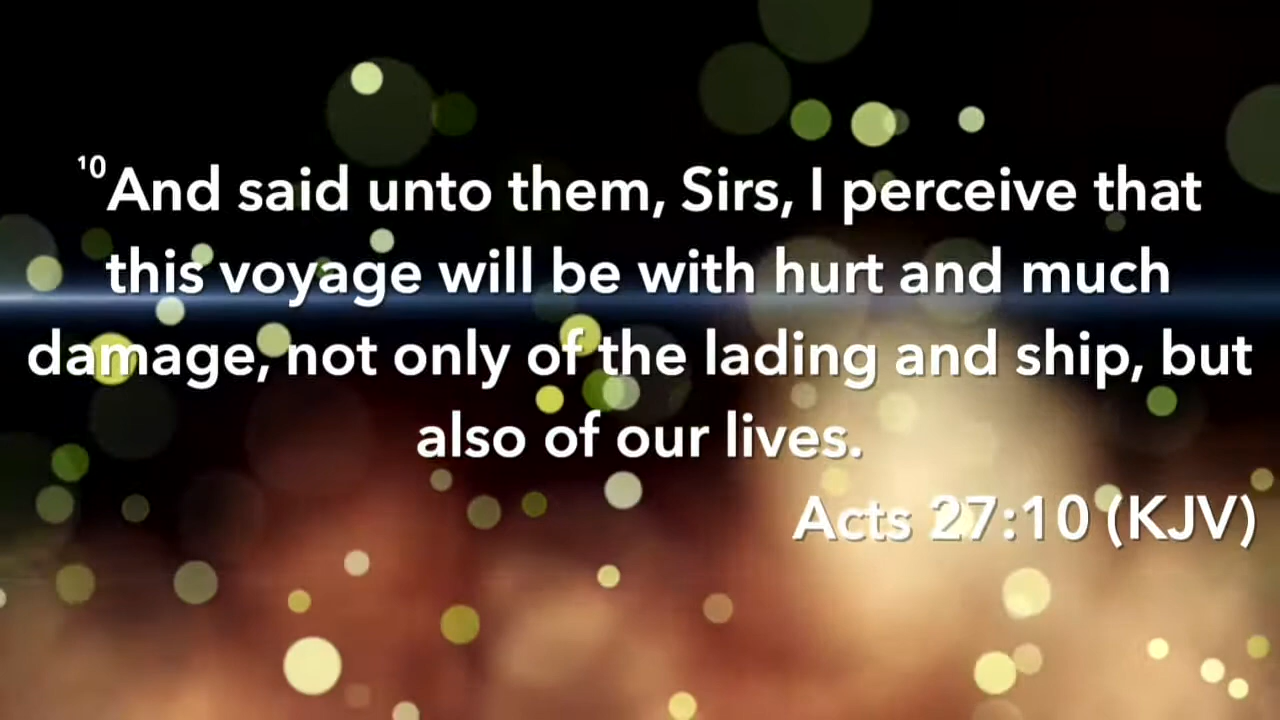 ¹⁰And said unto them, Sirs, I perceive that
this voyage will be with hurt and much
damage, not only of the lading and ship, but
also of our lives.
Acts 27:10 (KJV)